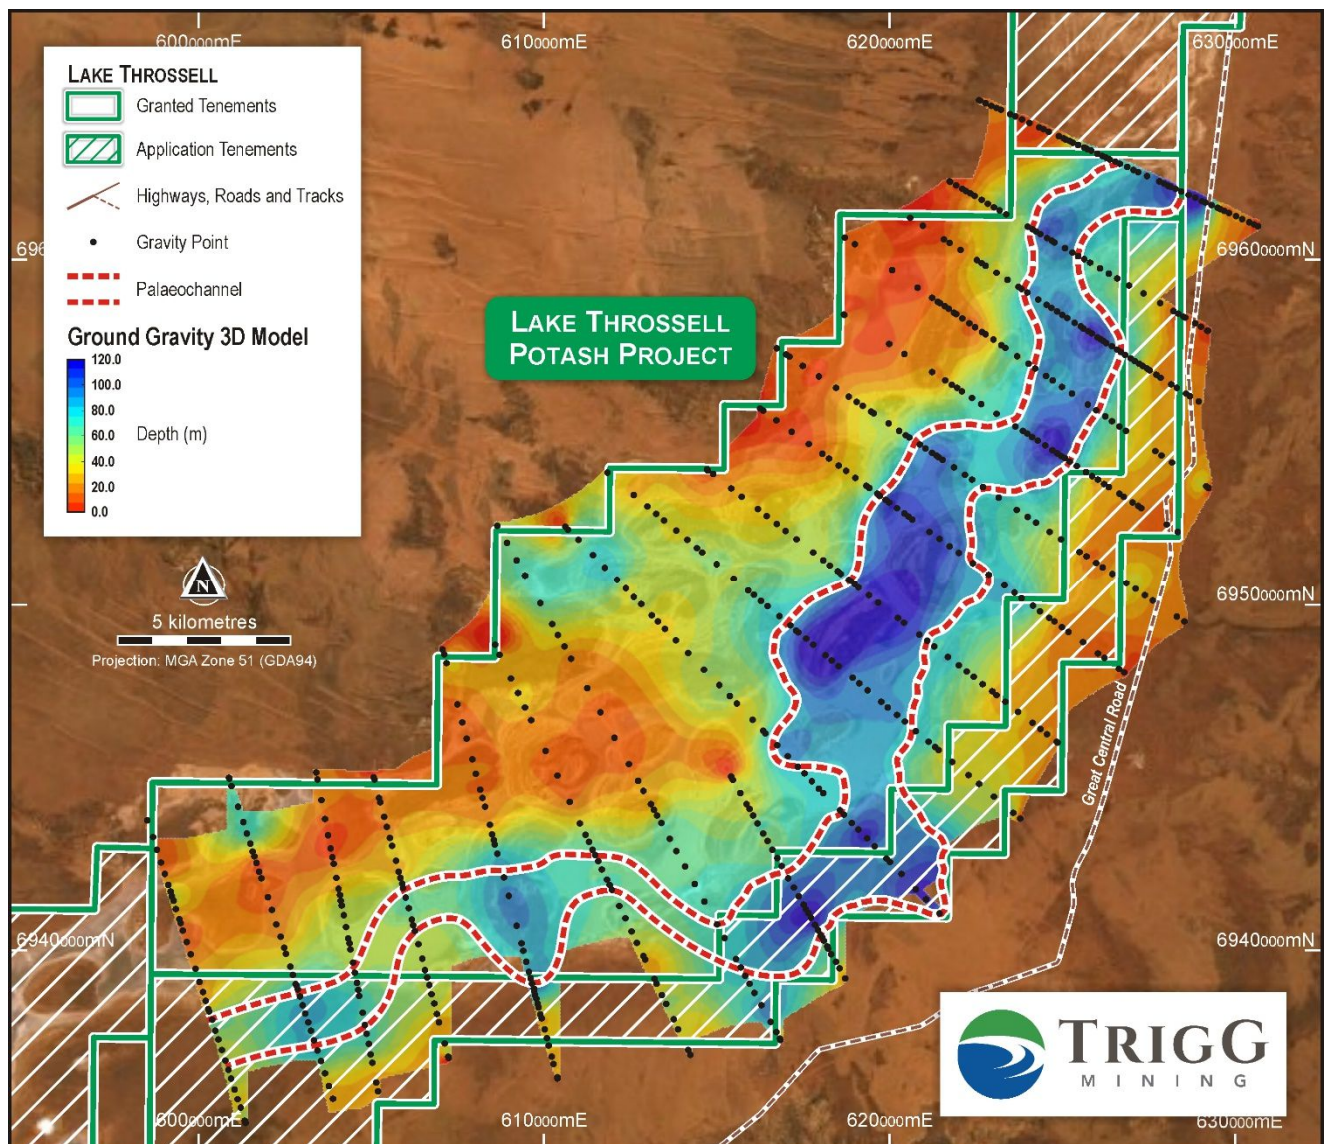 600000mE
610000mE
620000mE
630000mE
LAKE THROSSELL
Granted Tenements
Application Tenements
Highways, Roads and Tracks
Gravity Point
Palaeochannel
Ground Gravity 3D Model
120.0
100.0
80.0
60.0
40.0
20.0
0.0
Depth (m)
696
6960000mN
LAKE THROSSELL
POTASH PROJECT
N
5 kilometres
Projection: MGA Zone 51 (GDA94)
6950000mN
Great Central Road
6940000mN
6940000mN
TRIGG
MINING
600000mE
610000mE
620000mE
630000mE